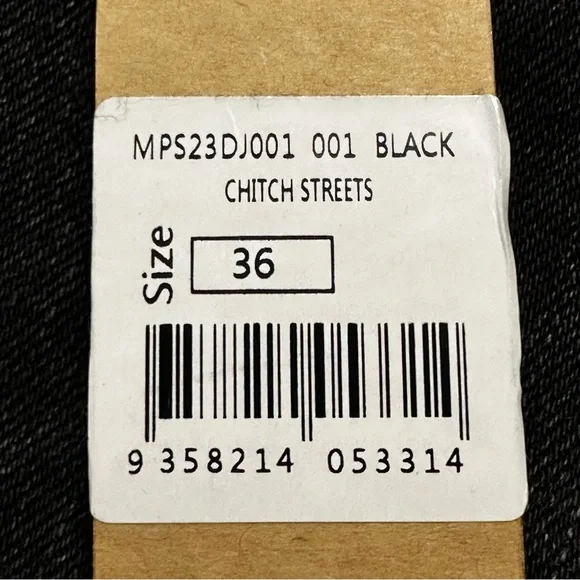 MPS23DJ001 001 BLACK
CHITCH STREETS
Size
36
9 358214 053314